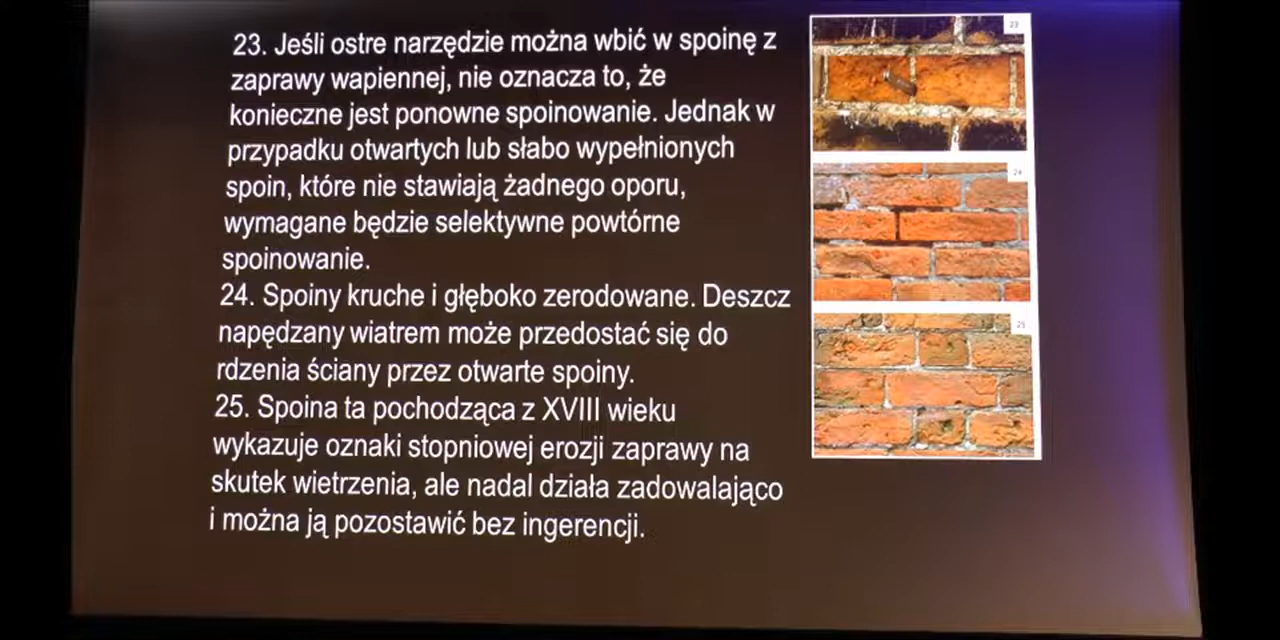 23. Jeśli ostre narzędzie można wbić w spoinę z
zaprawy wapiennej, nie oznacza to, że
konieczne jest ponowne spoinowanie. Jednak w
przypadku otwartych lub słabo wypełnionych
spoin, które nie stawiają żadnego oporu,
wymagane będzie selektywne powtórne
spoinowanie.
24. Spoiny kruche i głęboko zerodowane. Deszcz
napędzany wiatrem może przedostać się do
rdzenia ściany przez otwarte spoiny.
25. Spoina ta pochodząca z XVIII wieku
wykazuje oznaki stopniowej erozji zaprawy na
skutek wietrzenia, ale nadal działa zadowalająco
i można ją pozostawić bez ingerencji.
23
24
25